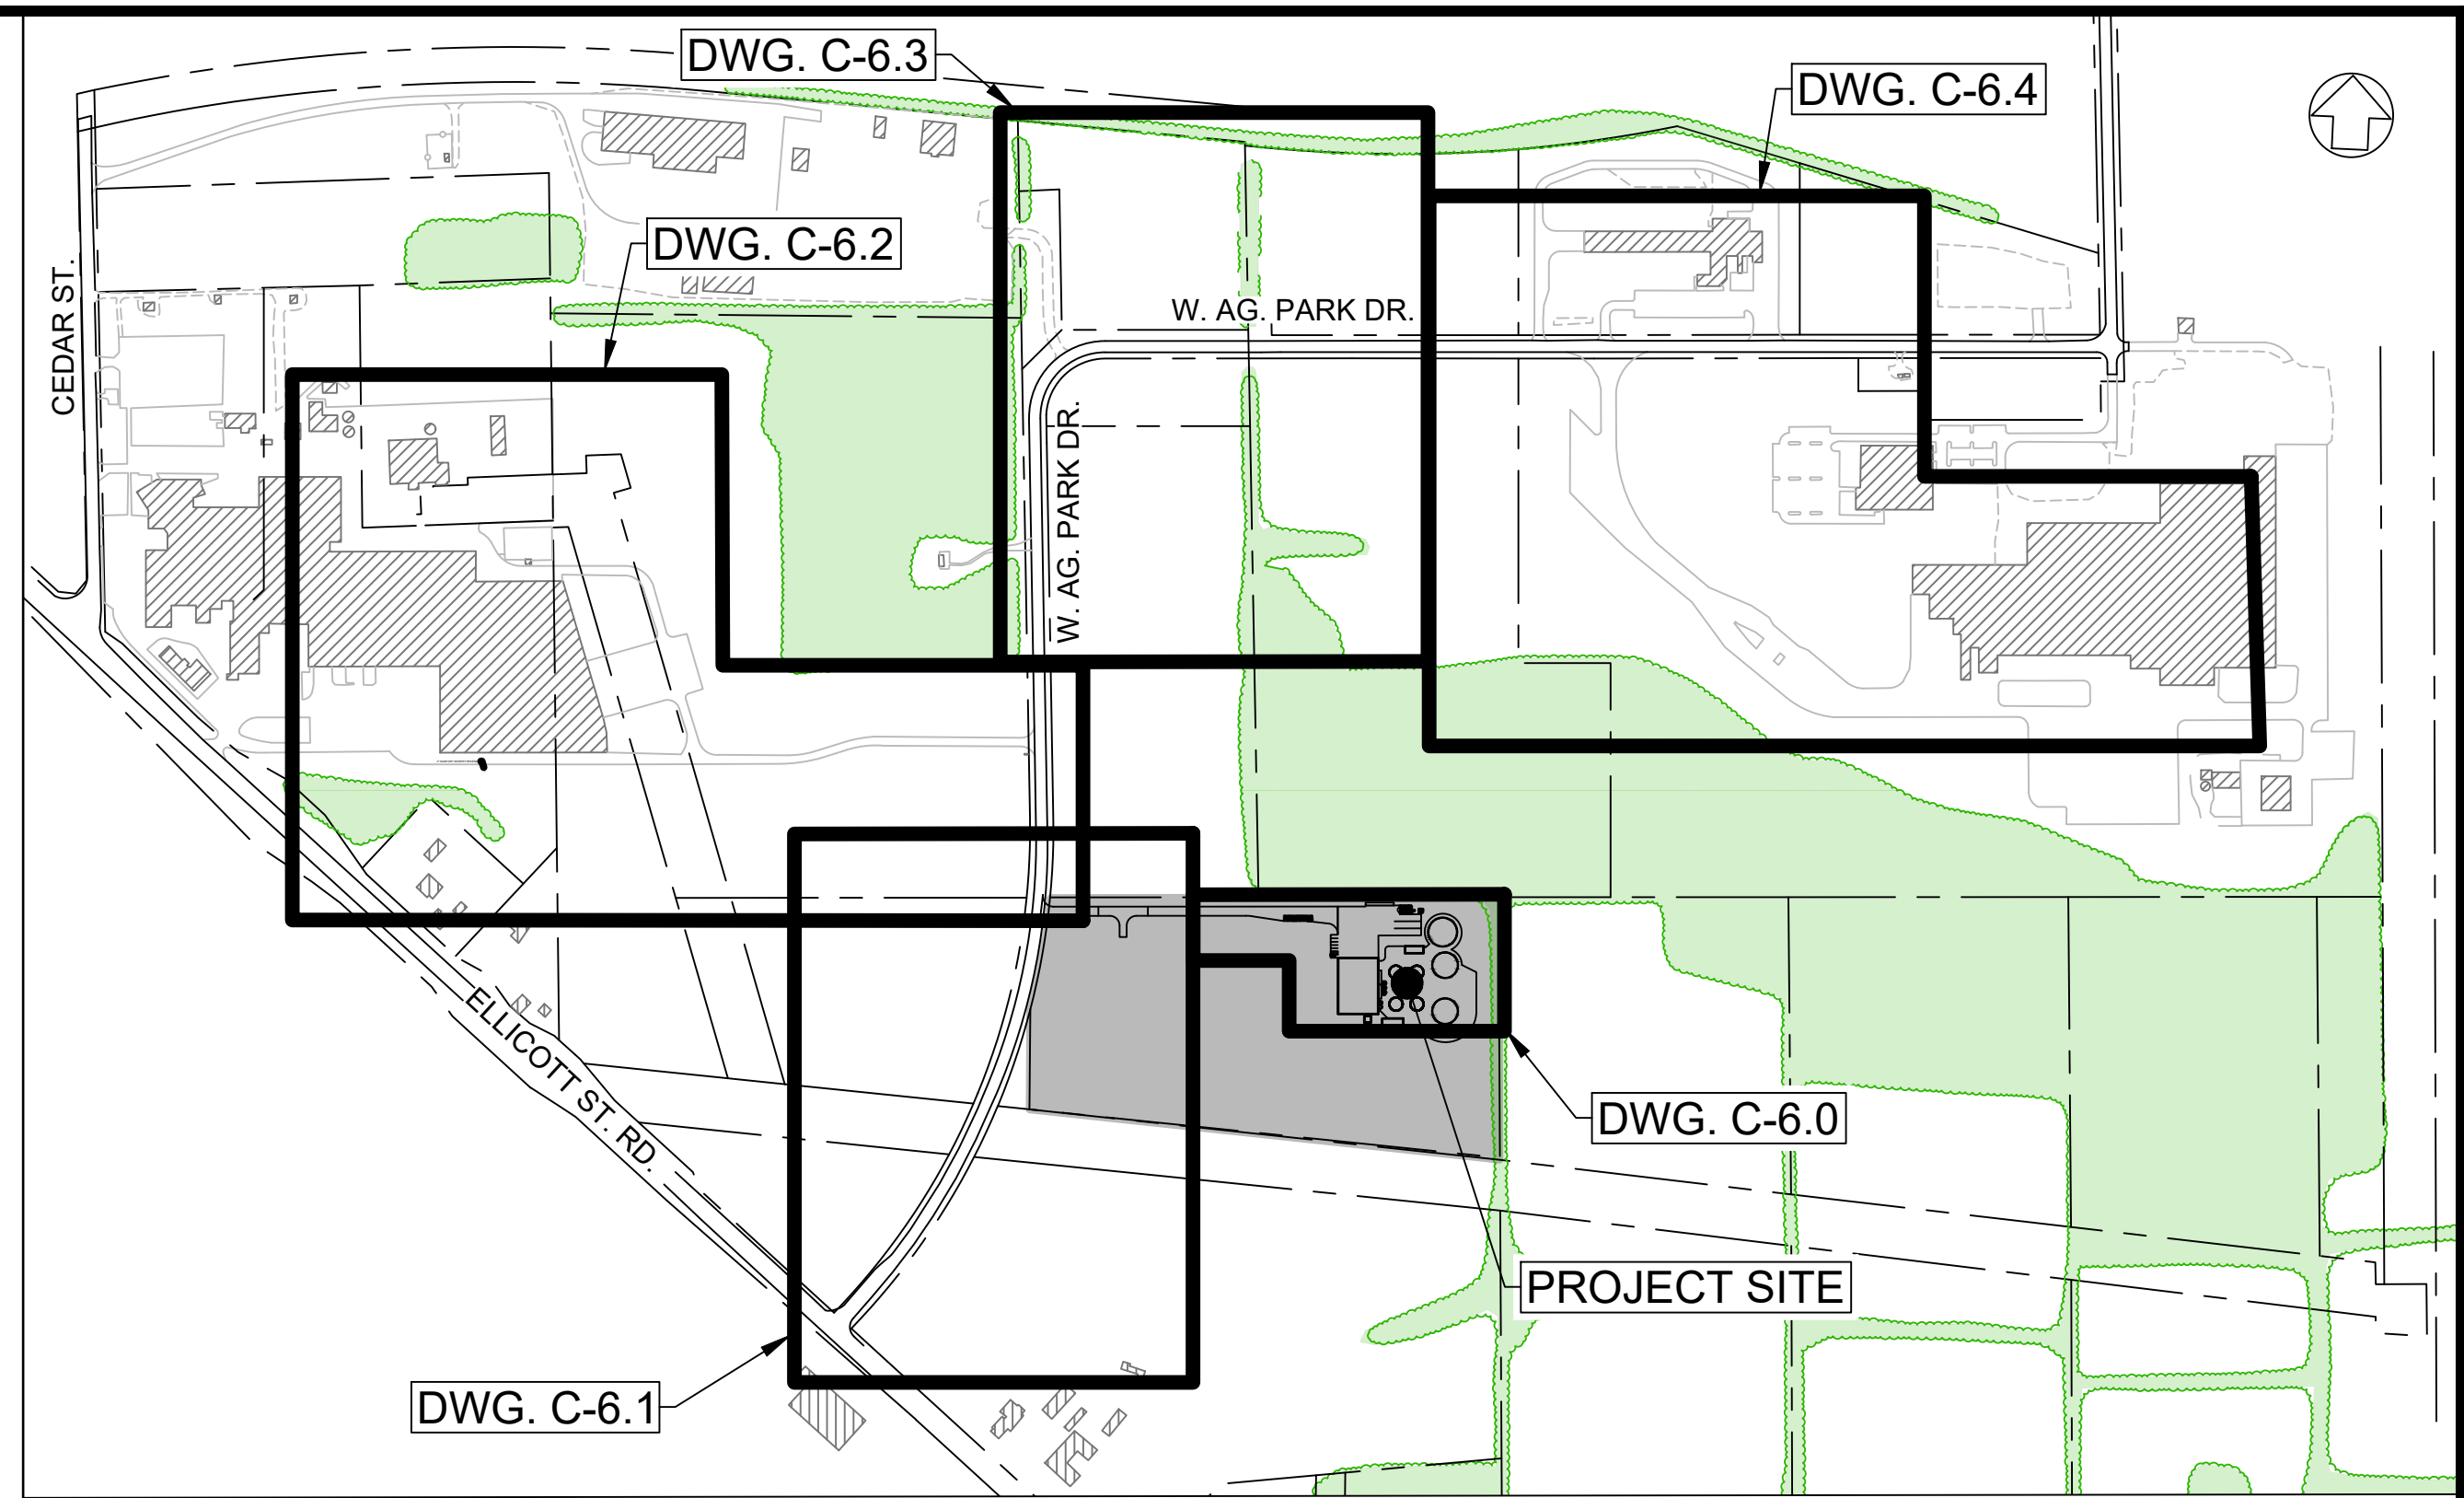 DWG. C-6.3
DWG. C-6.4
DWG. C-6.2
CEDAR ST.
W. AG. PARK DR.
W. AG. PARK DR.
ELLICOTT ST. RD.
DWG. C-6.0
PROJECT SITE
DWG. C-6.1